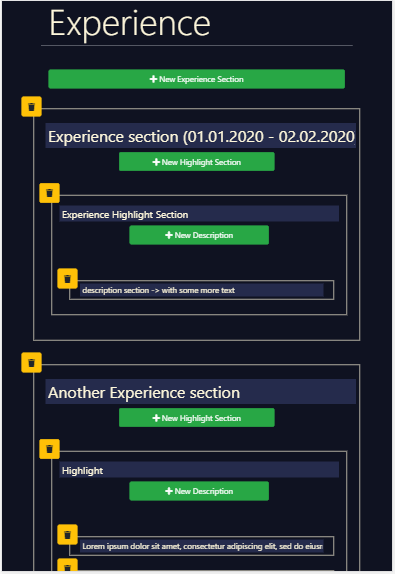 Experience
New Experience Section
Experience section (01.01.2020 - 02.02.2020
New Highlight Section
Experience Highlight Section
New Description
description section -> with some more text
Another Experience section
New Highlight Section
Highlight
New Description
Lorem ipsum dolor sit amet, consectetur adipiscing elit, sed do eiusr